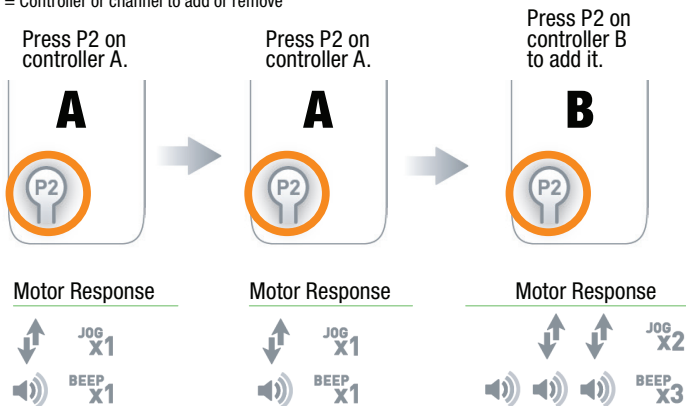 = Controller or channel to add or remove
Press P2 on
controller A.
Press P2 on
controller A.
Press P2 on
controller B
to add it.
A
A
B
P2
P2
P2
Motor Response
Motor Response
Motor Response
JOG
X1
JOG
X1
JOG
X2
BEEP
X1
BEEP
X1
BEEP
X3